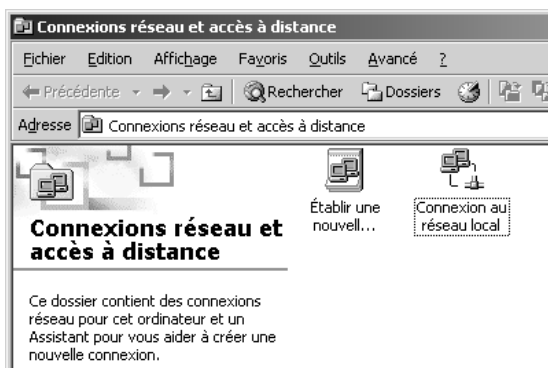 Connexions réseau et accès à distance
Fichier Edition Affichage Favoris Outils Avancé ?
Précédente Rechercher Dossiers
Adresse Connexions réseau et accès à distance
Établir une nouvell...
Connexion au réseau local
Connexions réseau et
accès à distance
Ce dossier contient des connexions
réseau pour cet ordinateur et un
Assistant pour vous aider à créer une
nouvelle connexion.